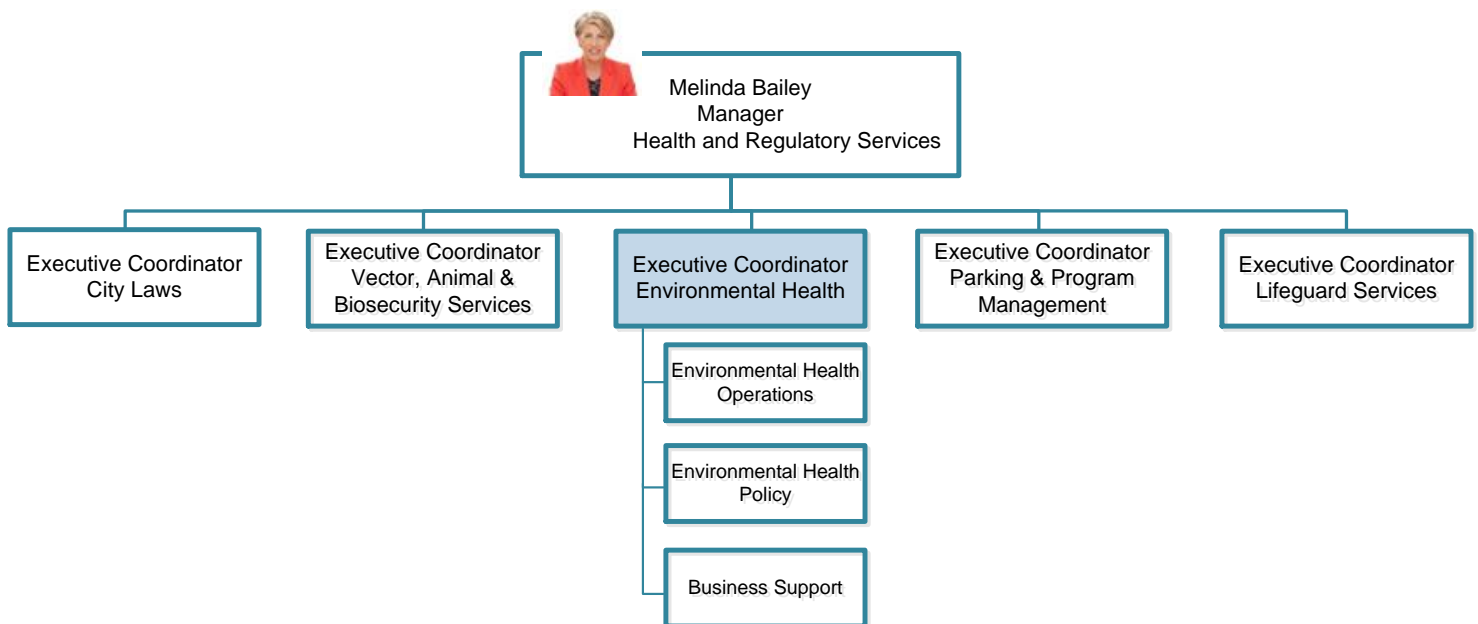 Melinda Bailey
Manager
Health and Regulatory Services
Executive Coordinator
City Laws
Executive Coordinator
Vector, Animal &
Biosecurity Services
Executive Coordinator
Environmental Health
Executive Coordinator
Parking & Program
Management
Executive Coordinator
Lifeguard Services
Environmental Health
Operations
Environmental Health
Policy
Business Support